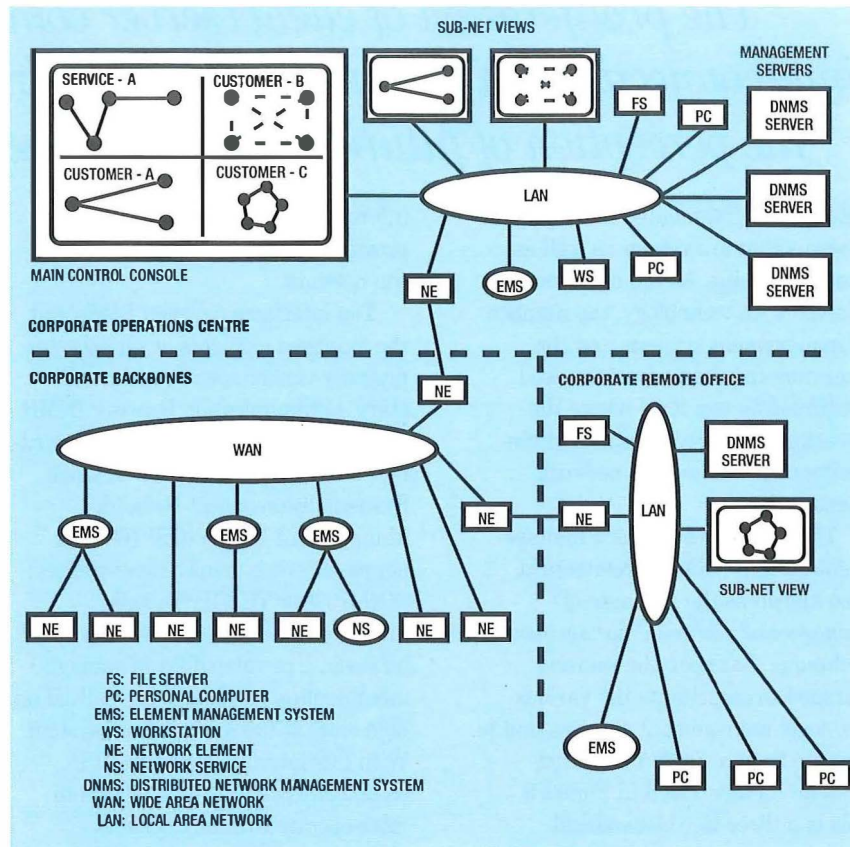 SUB-NET VIEWS
MANAGEMENT
SERVERS
SERVICE - A
CUSTOMER - B
CUSTOMER - A
CUSTOMER - C
MAIN CONTROL CONSOLE
FS
PC
DNMS
SERVER
LAN
DNMS
SERVER
NE
EMS
WS
PC
DNMS
SERVER
CORPORATE OPERATIONS CENTRE
CORPORATE BACKBONES
NE
WAN
EMS
EMS
EMS
NE
NE
NE
NE
NE
NE
NS
NE
NE
CORPORATE REMOTE OFFICE
FS
DNMS
SERVER
NE
LAN
SUB-NET VIEW
EMS
PC
PC
PC
FS: FILE SERVER
PC: PERSONAL COMPUTER
EMS: ELEMENT MANAGEMENT SYSTEM
WS: WORKSTATION
NE: NETWORK ELEMENT
NS: NETWORK SERVICE
DNMS: DISTRIBUTED NETWORK MANAGEMENT SYSTEM
WAN: WIDE AREA NETWORK
LAN: LOCAL AREA NETWORK